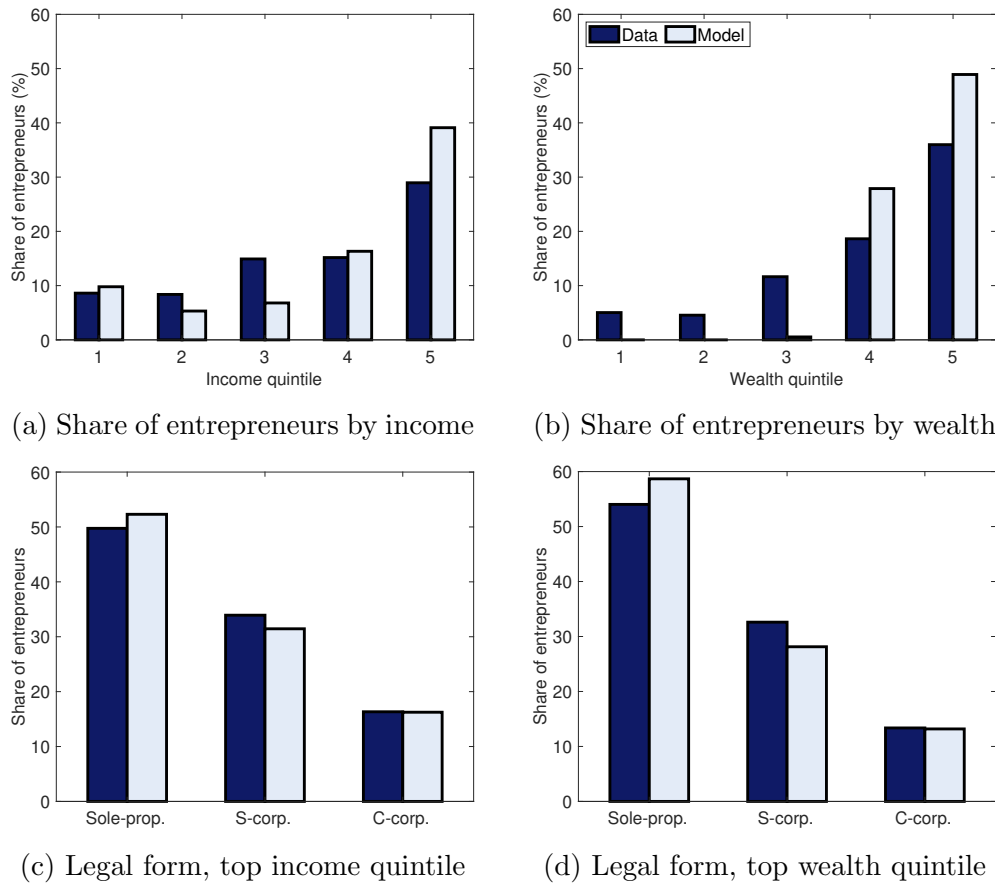 60
50
40
30
20
10
0
Share of entrepreneurs (%)
1 2 3 4 5
Income quintile
(a) Share of entrepreneurs by income
60
50
40
30
20
10
0
Share of entrepreneurs (%)
Data Model
1 2 3 4 5
Wealth quintile
(b) Share of entrepreneurs by wealth
60
50
40
30
20
10
0
Share of entrepreneurs
Sole-prop. S-corp. C-corp.
(c) Legal form, top income quintile
60
50
40
30
20
10
0
Share of entrepreneurs
Sole-prop. S-corp. C-corp.
(d) Legal form, top wealth quintile